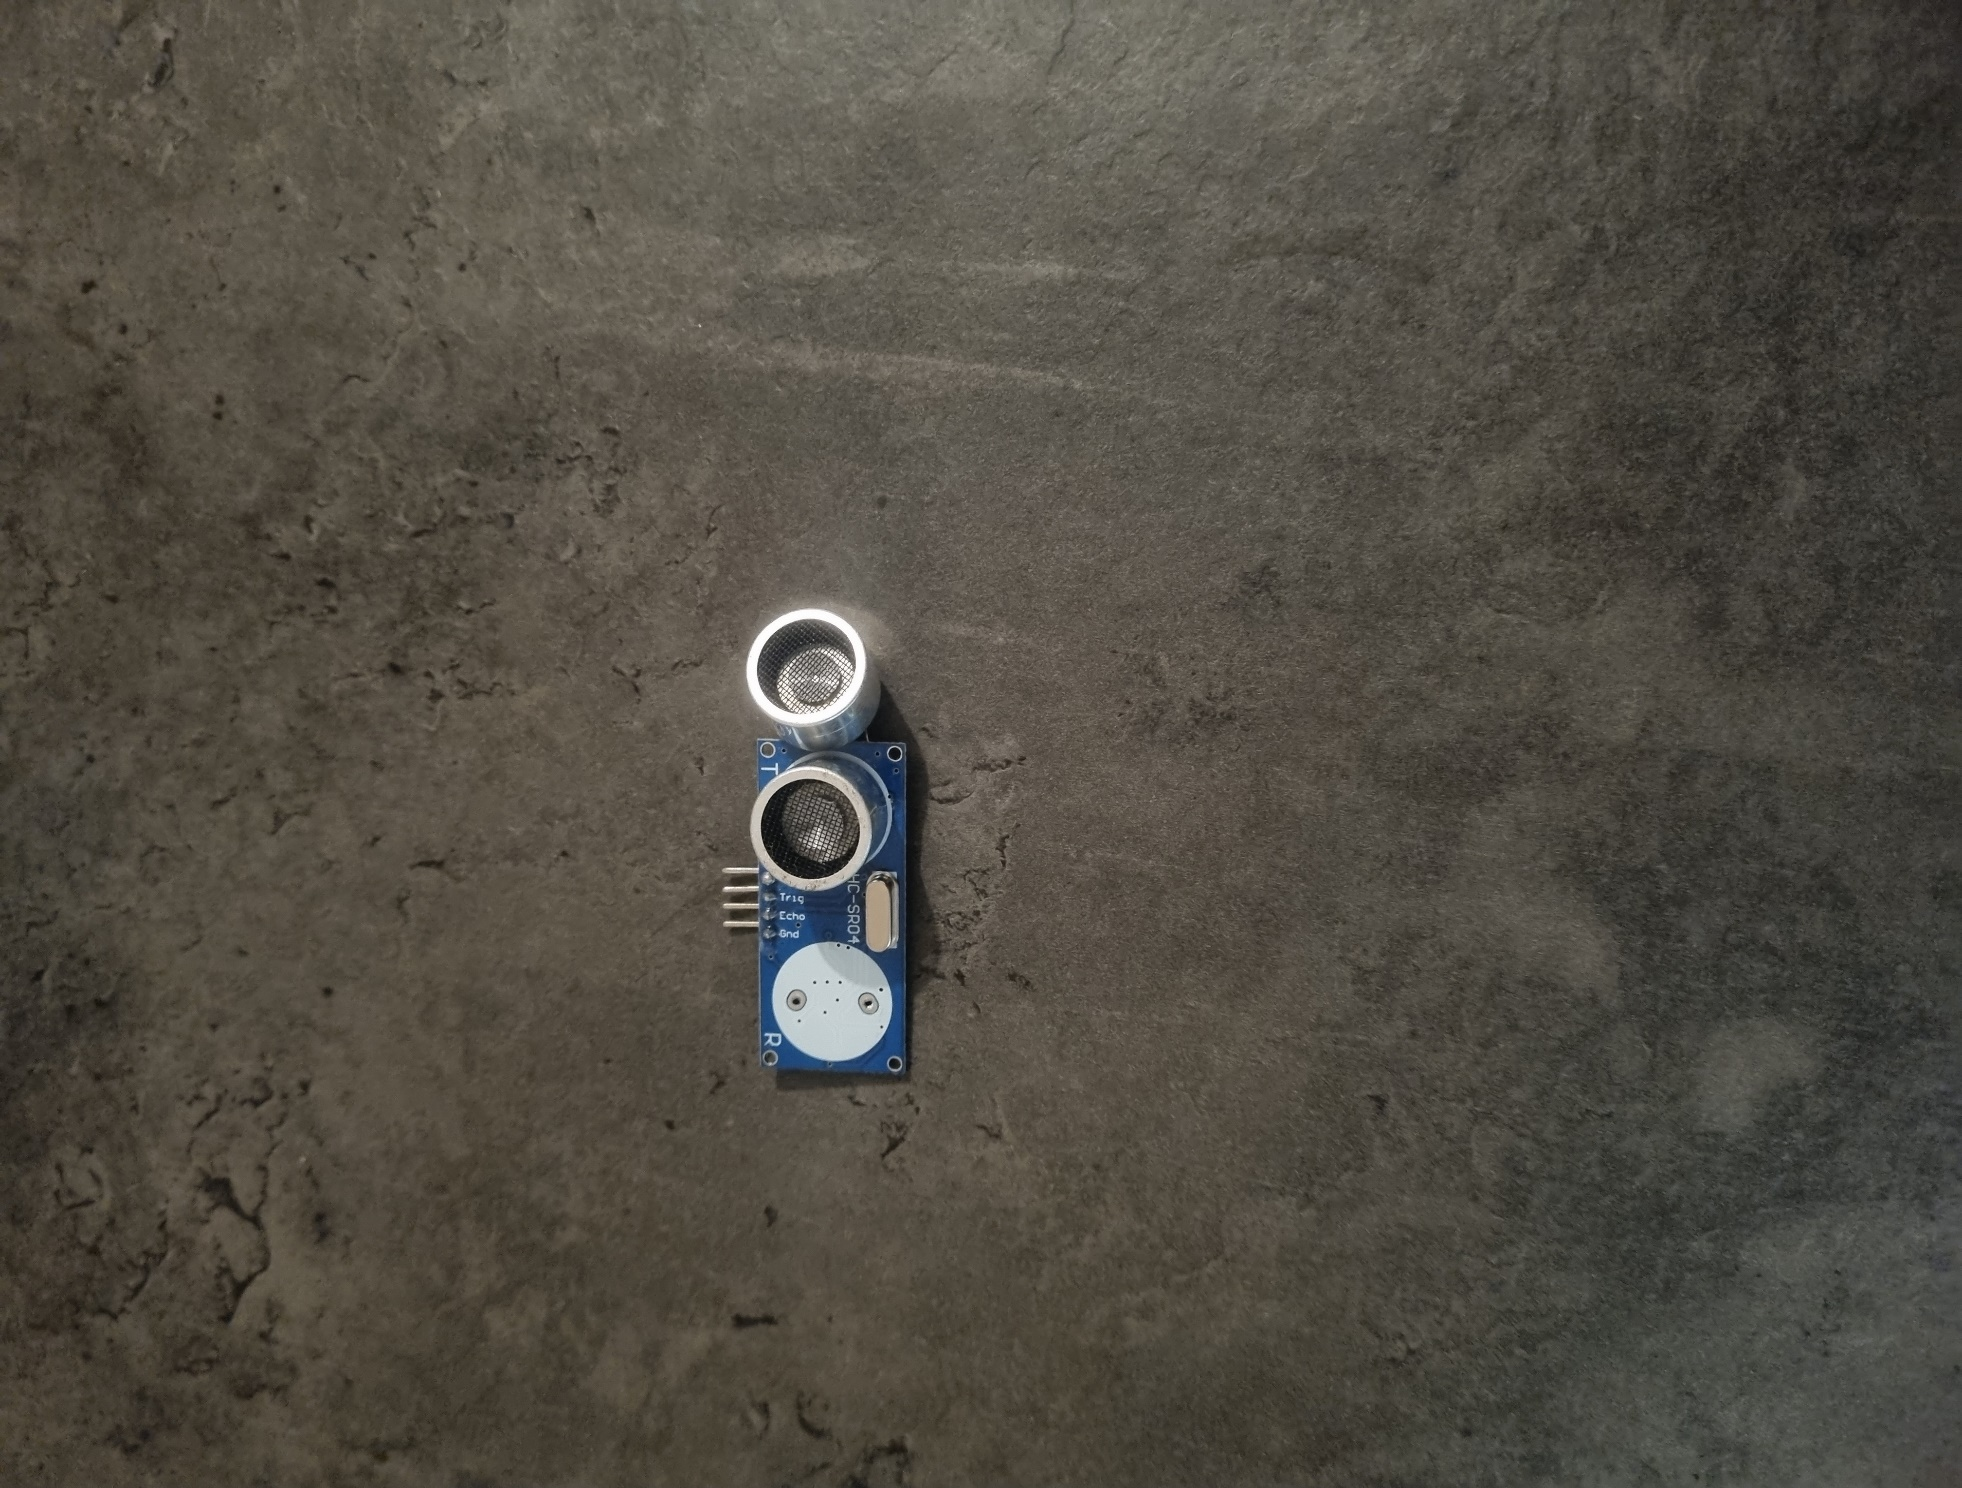 T
Trig
Echo
Gnd
HC-SR04
R